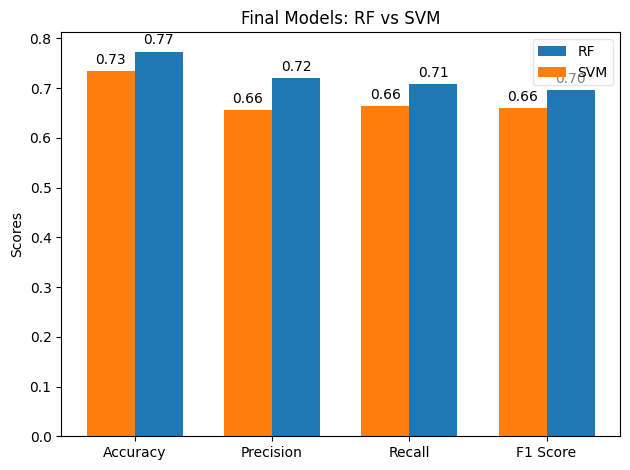 Final Models: RF vs SVM
Scores
0.8
0.7
0.6
0.5
0.4
0.3
0.2
0.1
0.0
0.73
0.77
0.66
0.72
0.66
0.71
0.66
0.70
RF
SVM
Accuracy
Precision
Recall
F1 Score